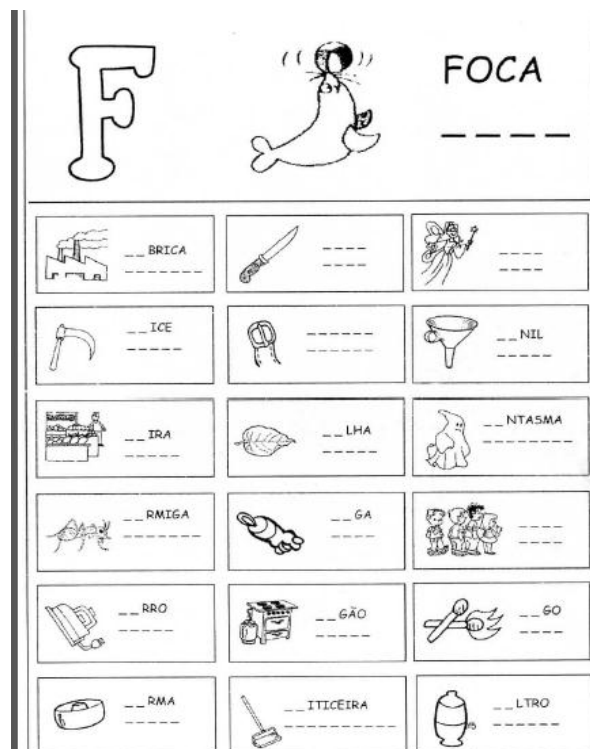 F
FOCA
_ _ _ _
__BRICA
_ _ _ _ _ _ _
_ _ _ _
_ _ _ _
_ _ _ _
_ _ _ _
__ICE
_ _ _ _ _
_ _ _ _ _ _
_ _ _ _ _ _
__NIL
_ _ _ _ _
__IRA
_ _ _ _ _
__LHA
_ _ _ _ _
__NTASMA
_ _ _ _ _ _ _ _
__RMIGA
_ _ _ _ _ _ _
__GA
_ _ _ _
_ _ _ _
_ _ _ _
__RRO
_ _ _ _ _
__GÃO
_ _ _ _ _
__GO
_ _ _ _
__RMA
_ _ _ _ _
__ITICEIRA
_ _ _ _ _ _ _ _ _ _
__LTRO
_ _ _ _ _ _